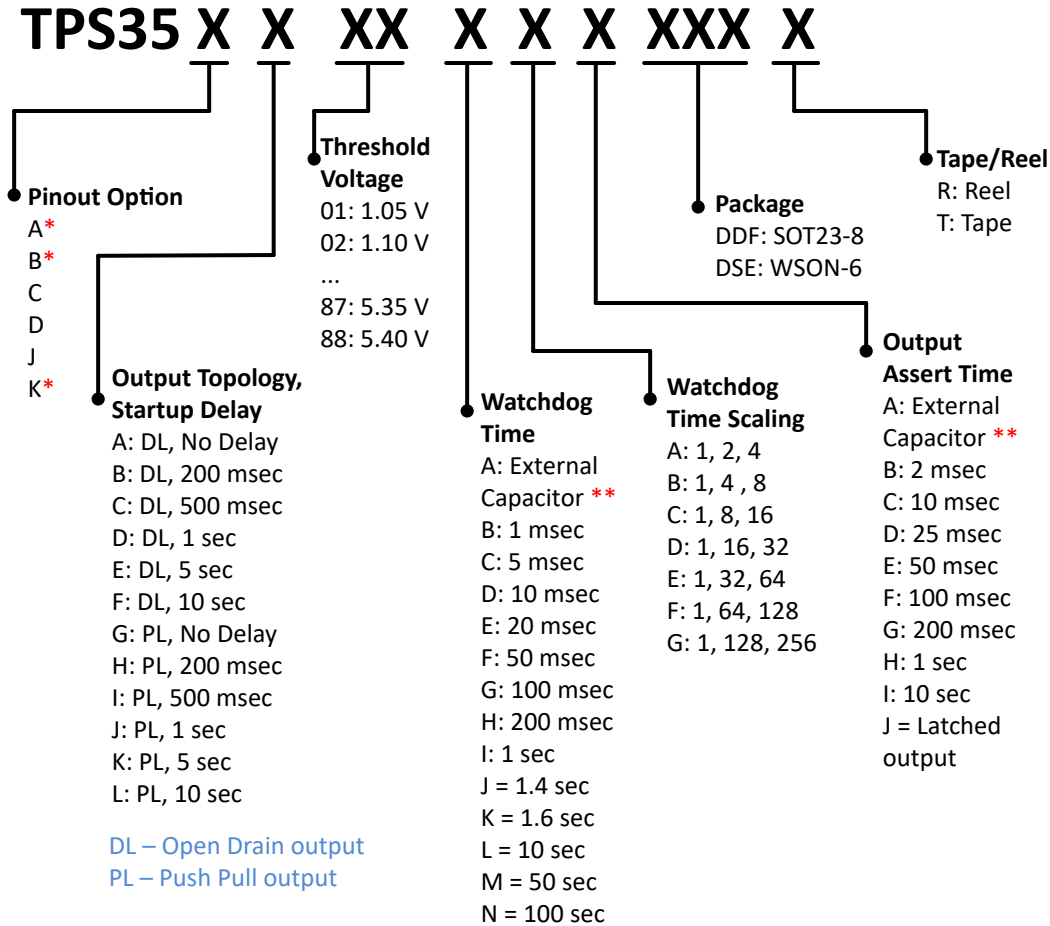 TPS35 X X XX X X X XXX X
Pinout Option
A*
B*
C
D
J
K*
Output Topology,
Startup Delay
A: DL, No Delay
B: DL, 200 msec
C: DL, 500 msec
D: DL, 1 sec
E: DL, 5 sec
F: DL, 10 sec
G: PL, No Delay
H: PL, 200 msec
I: PL, 500 msec
J: PL, 1 sec
K: PL, 5 sec
L: PL, 10 sec
DL – Open Drain output
PL – Push Pull output
Threshold
Voltage
01: 1.05 V
02: 1.10 V
...
87: 5.35 V
88: 5.40 V
Watchdog
Time
A: External
Capacitor **
B: 1 msec
C: 5 msec
D: 10 msec
E: 20 msec
F: 50 msec
G: 100 msec
H: 200 msec
I: 1 sec
J = 1.4 sec
K = 1.6 sec
L = 10 sec
M = 50 sec
N = 100 sec
Watchdog
Time Scaling
A: 1, 2, 4
B: 1, 4 , 8
C: 1, 8, 16
D: 1, 16, 32
E: 1, 32, 64
F: 1, 64, 128
G: 1, 128, 256
Output
Assert Time
A: External
Capacitor **
B: 2 msec
C: 10 msec
D: 25 msec
E: 50 msec
F: 100 msec
G: 200 msec
H: 1 sec
I: 10 sec
J = Latched
output
Package
DDF: SOT23-8
DSE: WSON-6
Tape/Reel
R: Reel
T: Tape